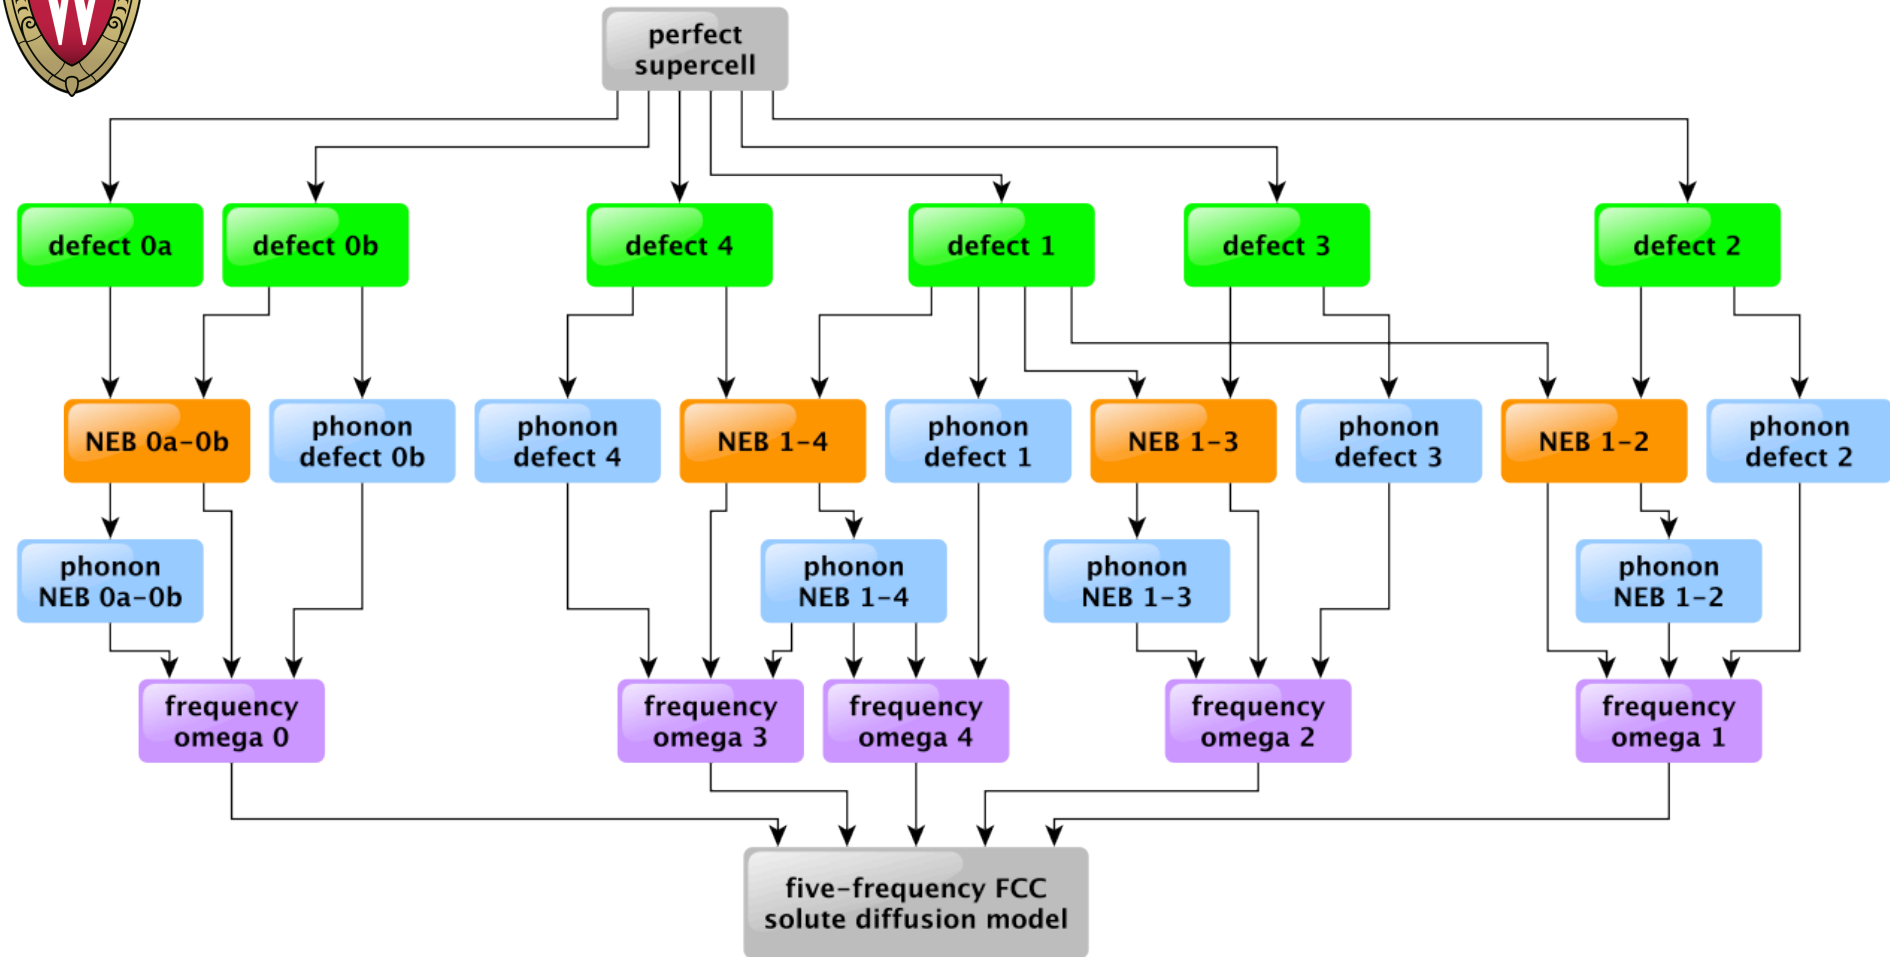 W
perfect
supercell
defect 0a
defect 0b
defect 4
defect 1
defect 3
defect 2
NEB 0a-0b
phonon
defect 0b
phonon
defect 4
NEB 1-4
phonon
defect 1
NEB 1-3
phonon
defect 3
NEB 1-2
phonon
defect 2
phonon
NEB 0a-0b
phonon
NEB 1-4
phonon
NEB 1-3
phonon
NEB 1-2
frequency
omega 0
frequency
omega 3
frequency
omega 4
frequency
omega 2
frequency
omega 1
five-frequency FCC
solute diffusion model